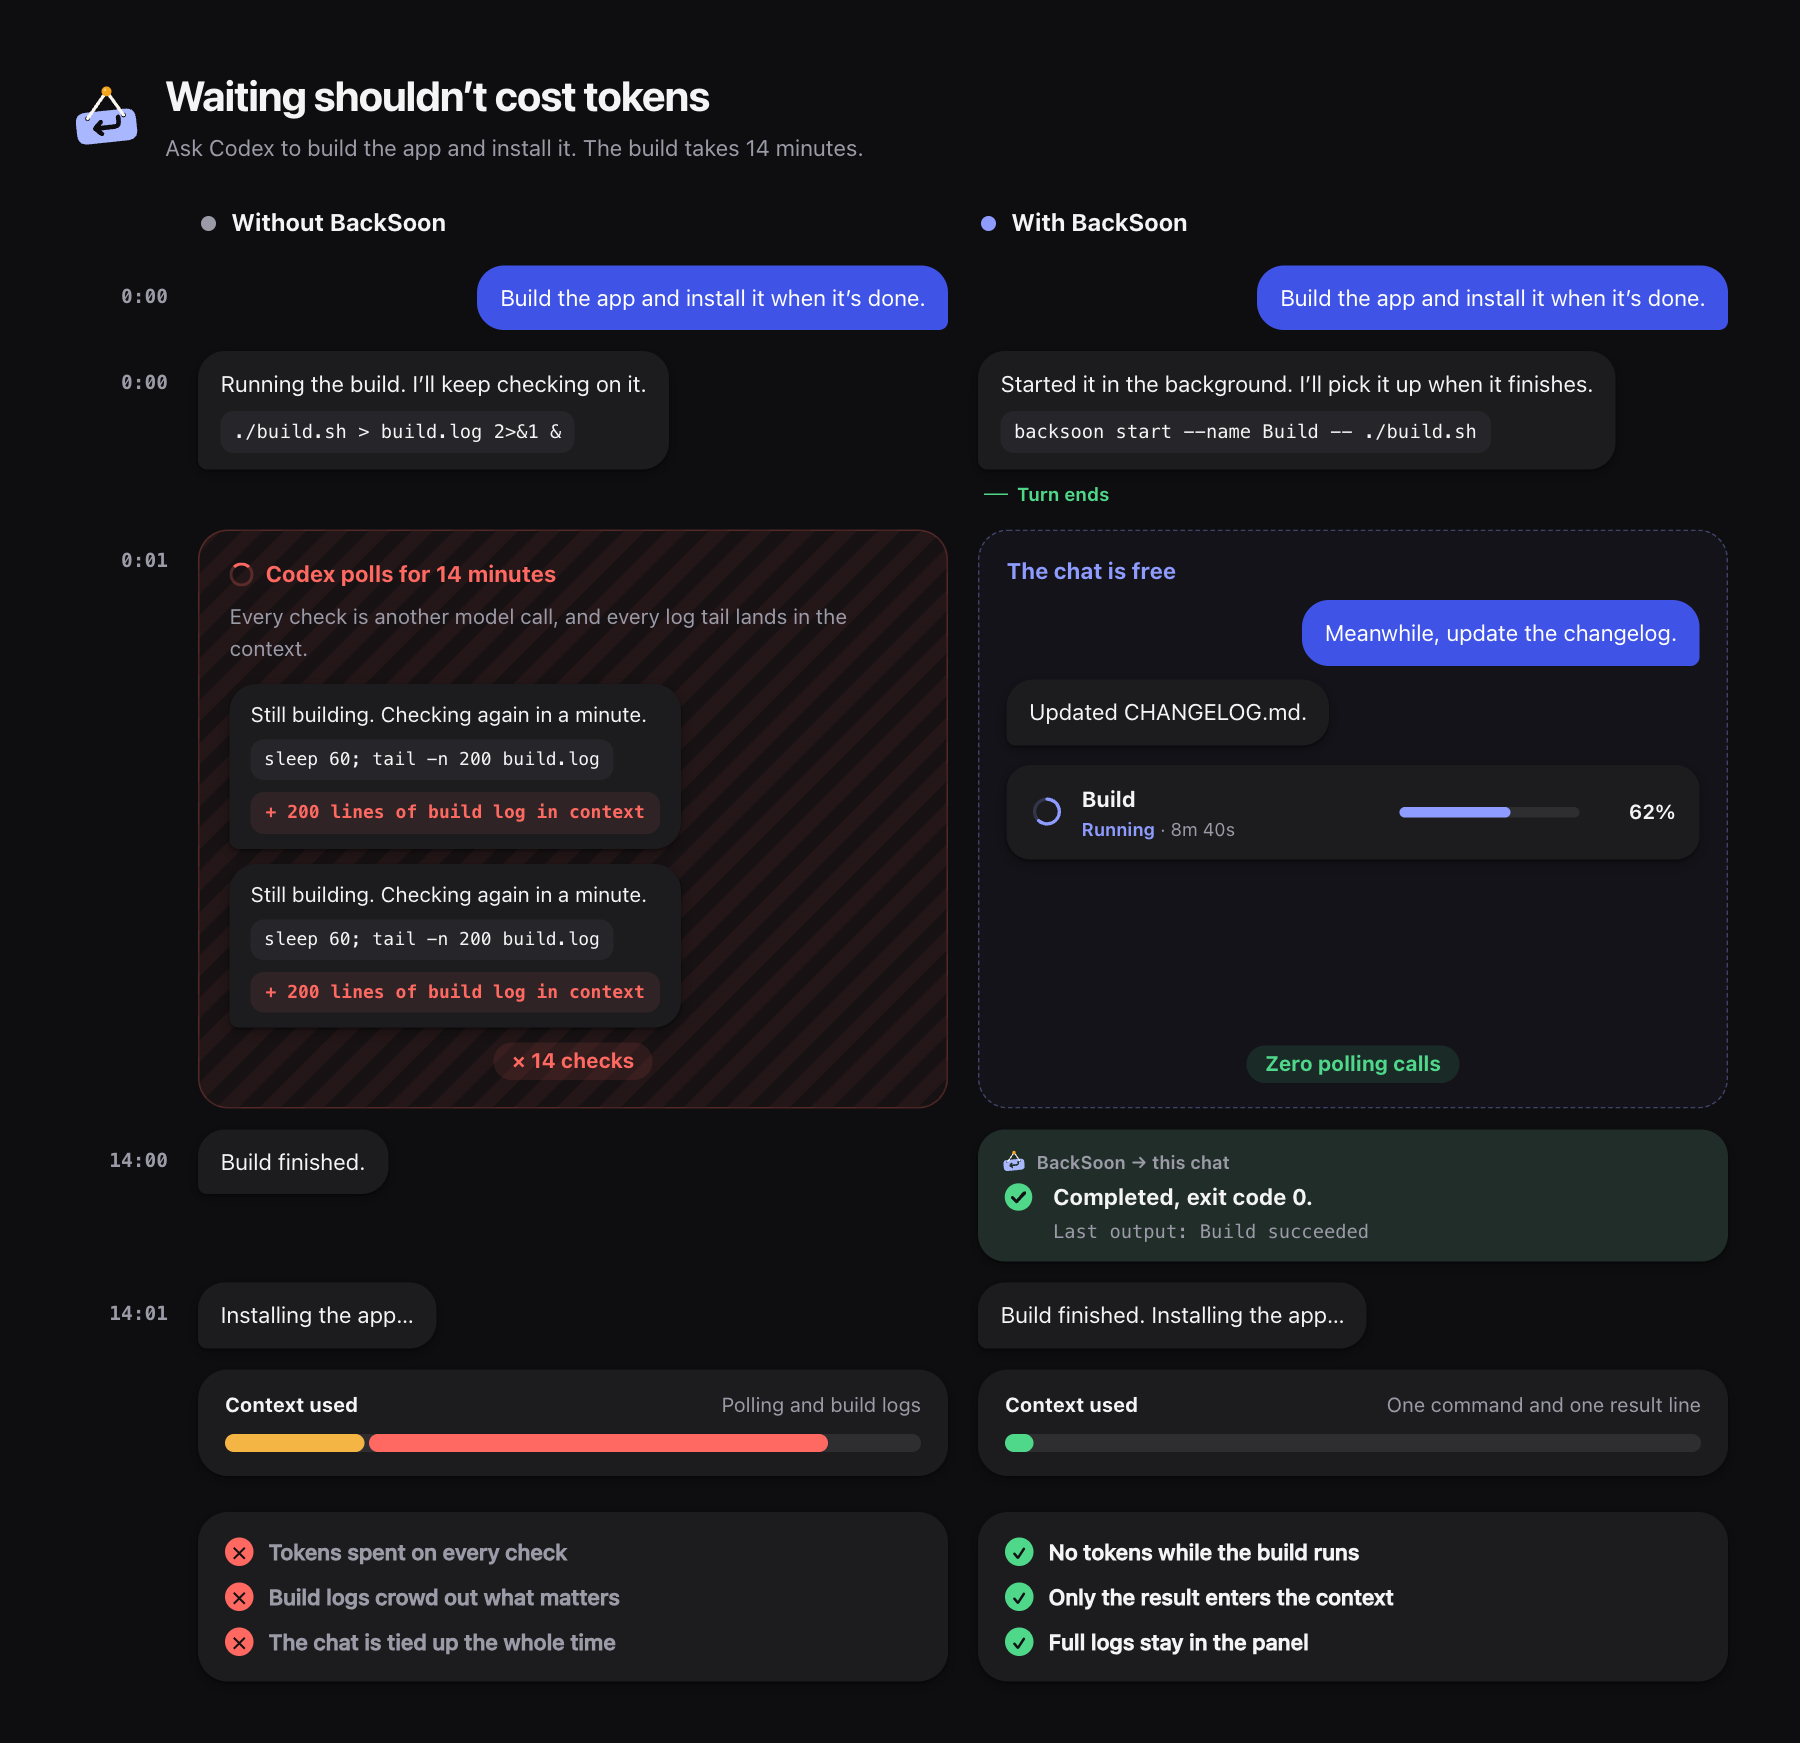 Waiting shouldn’t cost tokens
Ask Codex to build the app and install it. The build takes 14 minutes.
Without BackSoon
0:00
Build the app and install it when it’s done.
0:00
Running the build. I’ll keep checking on it.
./build.sh > build.log 2>&1 &
0:01
Codex polls for 14 minutes
Every check is another model call, and every log tail lands in the
context.
Still building. Checking again in a minute.
sleep 60; tail -n 200 build.log
+ 200 lines of build log in context
Still building. Checking again in a minute.
sleep 60; tail -n 200 build.log
+ 200 lines of build log in context
× 14 checks
14:00
Build finished.
14:01
Installing the app...
Context used
Polling and build logs
Tokens spent on every check
Build logs crowd out what matters
The chat is tied up the whole time
With BackSoon
Build the app and install it when it’s done.
Started it in the background. I’ll pick it up when it finishes.
backsoon start --name Build -- ./build.sh
Turn ends
The chat is free
Meanwhile, update the changelog.
Updated CHANGELOG.md.
Build
Running · 8m 40s
62%
Zero polling calls
BackSoon → this chat
Completed, exit code 0.
Last output: Build succeeded
Build finished. Installing the app...
Context used
One command and one result line
No tokens while the build runs
Only the result enters the context
Full logs stay in the panel